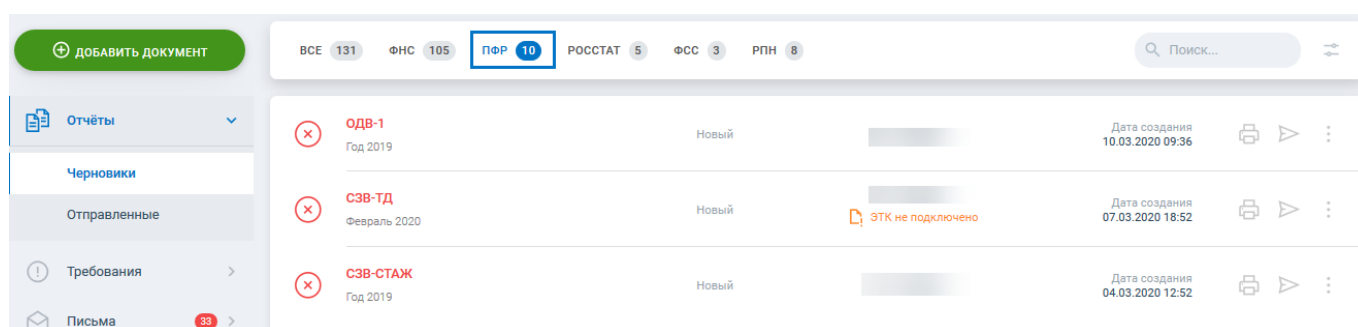 ДОБАВИТЬ ДОКУМЕНТ
ВСЕ 131 ФНС 105 ПФР 10 РОССТАТ 5 ФСС 3 РПН 8
Поиск...
Отчёты
Черновики
Отправленные
Требования
Письма 33
ОДВ-1
Год 2019
Новый
Дата создания
10.03.2020 09:36
СЗВ-ТД
Февраль 2020
Новый
ЭТК не подключено
Дата создания
07.03.2020 18:52
СЗВ-СТАЖ
Год 2019
Новый
Дата создания
04.03.2020 12:52